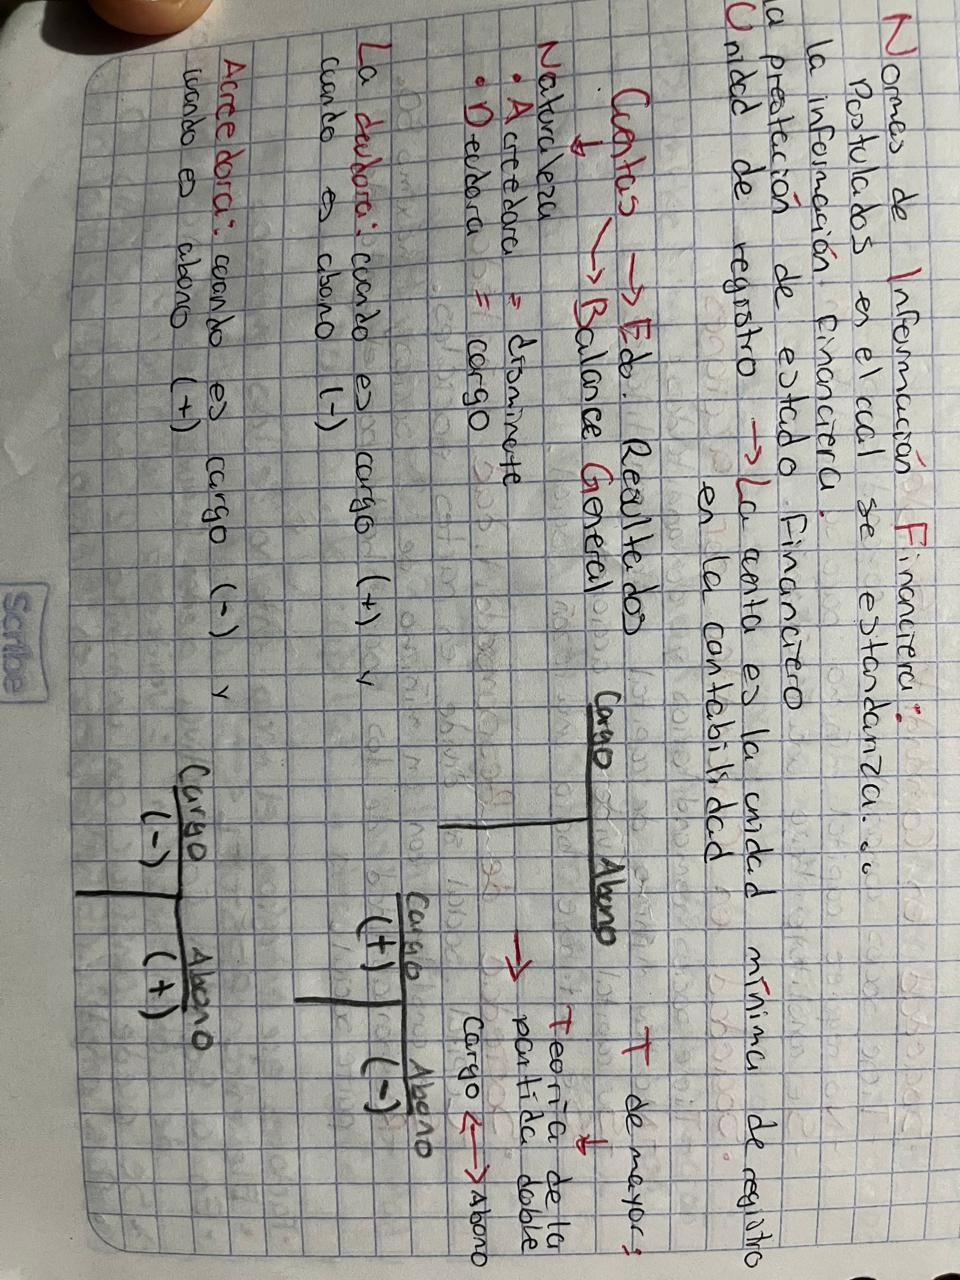 Normas de Información Financiera:
Postulados en el cual se estandariza
la información financiera.
la prestación de estado Financiero
Unidad de registro → La cuenta es la unidad mínima de registro
en la contabilidad
Cuentas → Edo. Resultados
→ Balance General
Naturaleza
• Acreedora = disminute
• Deudora = cargo
Cargo Abono
T de mayor:
→ Teoría de la
partida doble
Cargo ↔ Abono
La deudora: cuando es cargo (+) y
cuando es abono (-)
Cargo Abono
(+) (-)
Acreedora: cuando es cargo (-) y
cuando es abono (+)
Cargo Abono
(-) (+)
Scribe